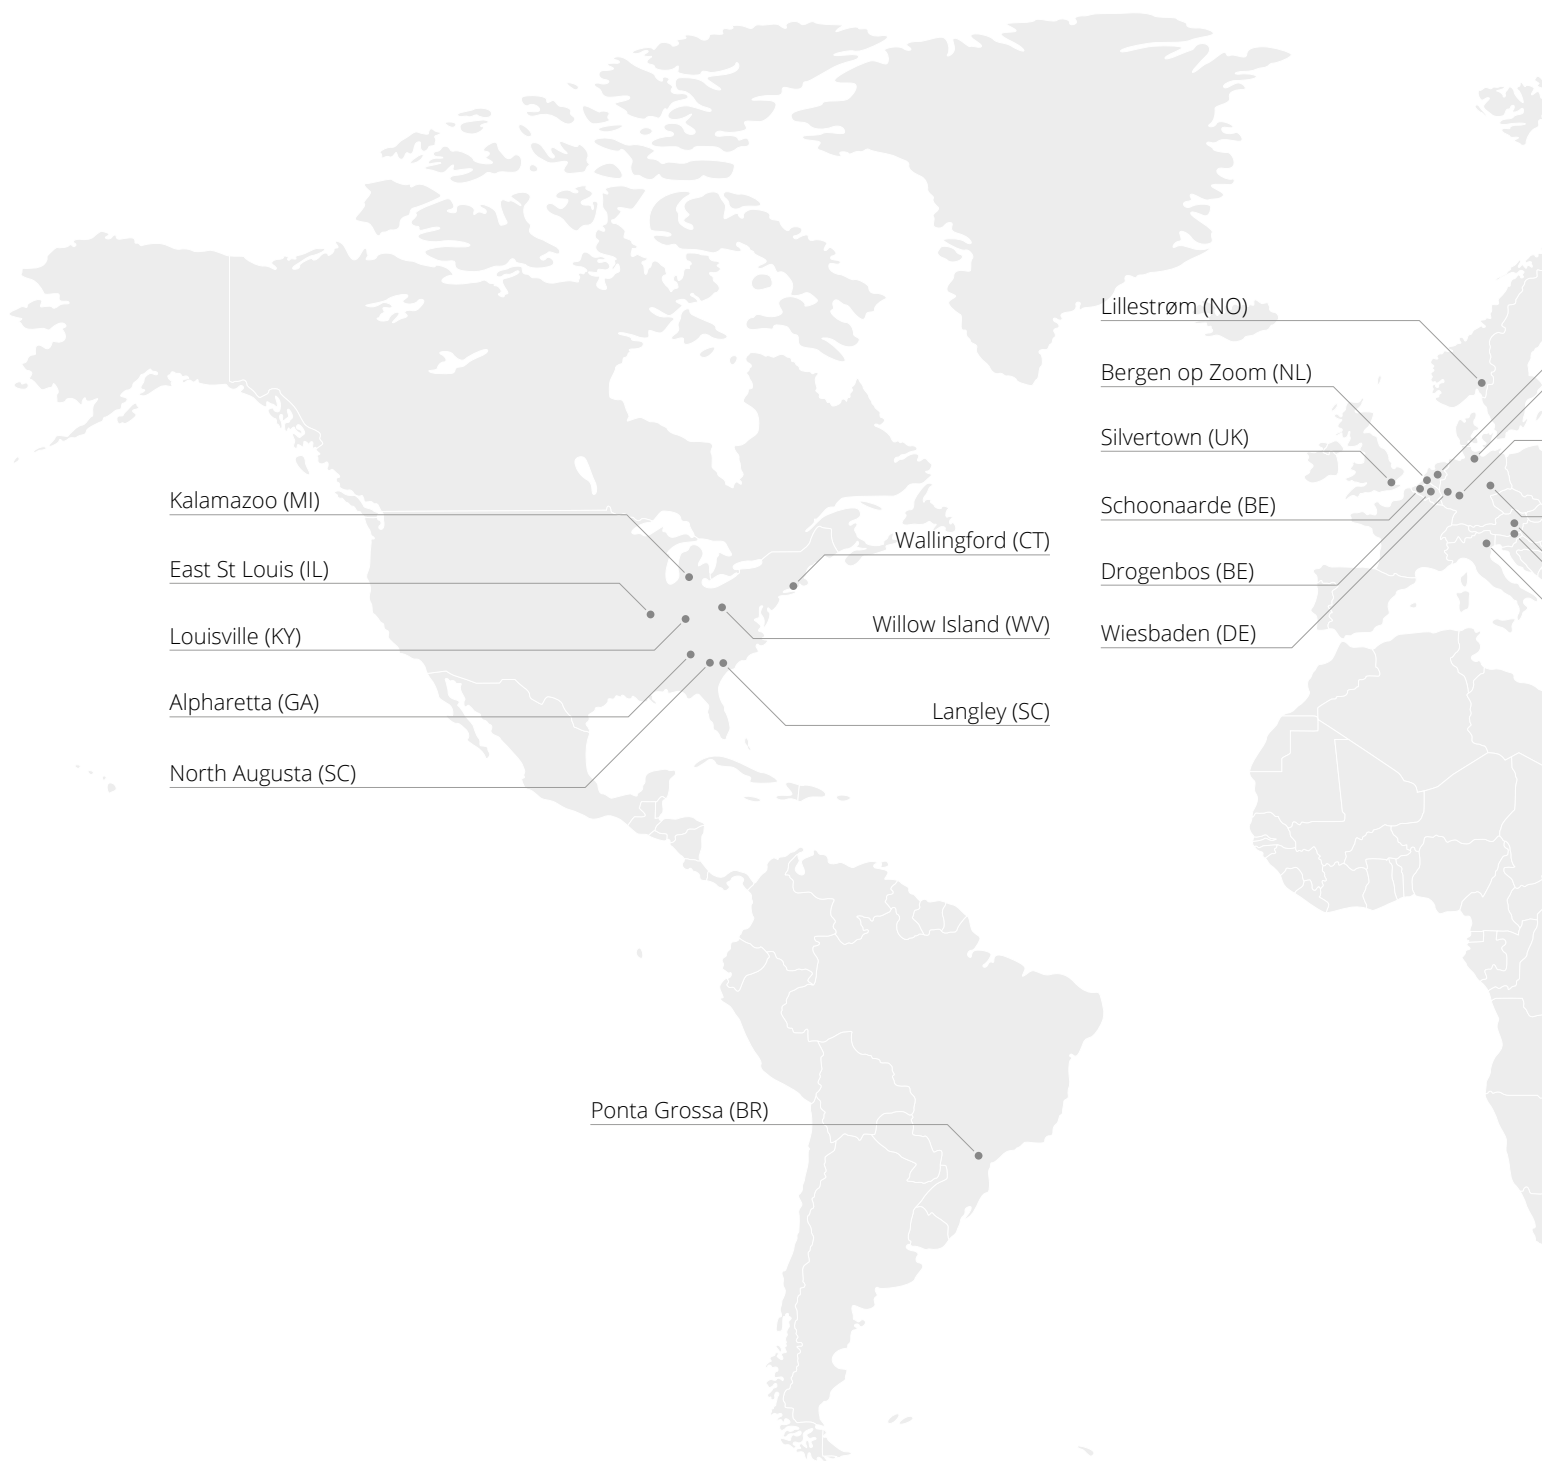 Lillestrøm (NO)
Bergen op Zoom (NL)
Silvertown (UK)
Schoonaarde (BE)
Drogenbos (BE)
Wiesbaden (DE)
Kalamazoo (MI)
East St Louis (IL)
Louisville (KY)
Alpharetta (GA)
North Augusta (SC)
Wallingford (CT)
Willow Island (WV)
Langley (SC)
Ponta Grossa (BR)